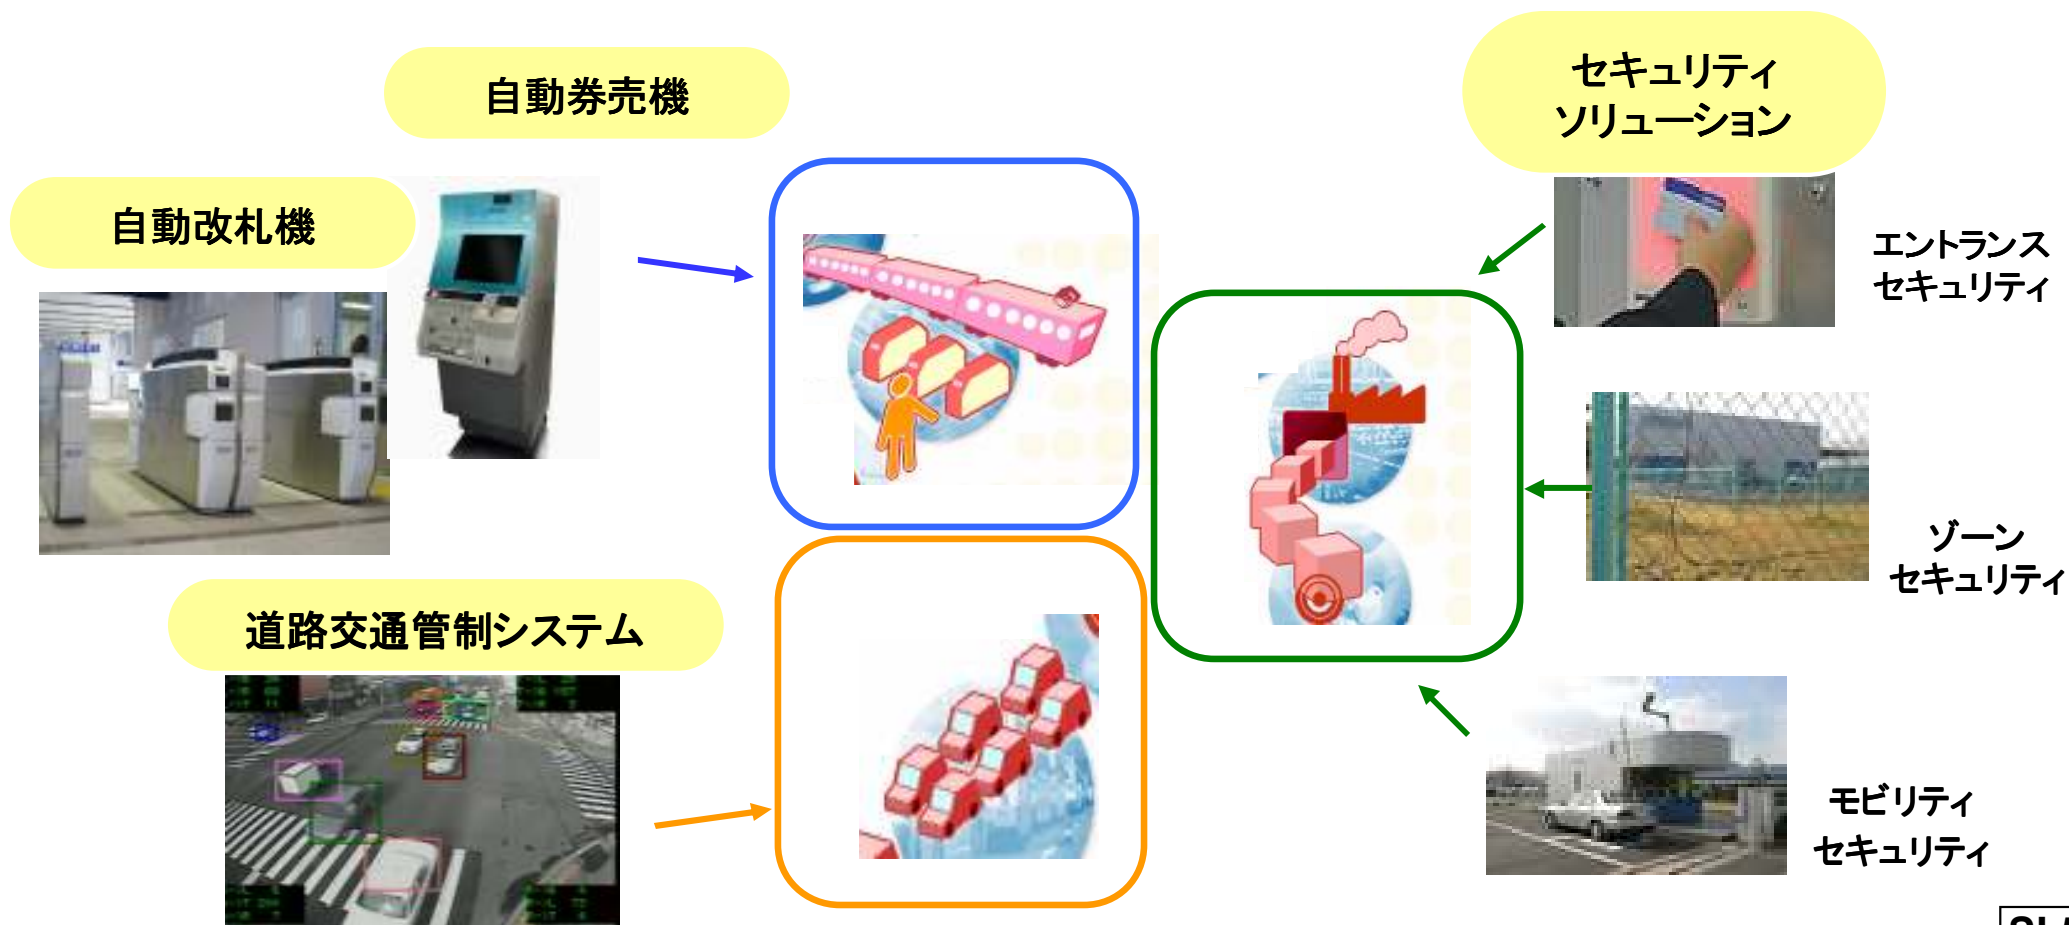 自動券売機
セキュリティ
ソリューション
自動改札機
エントランス
セキュリティ
ゾーン
セキュリティ
道路交通管制システム
モビリティ
セキュリティ